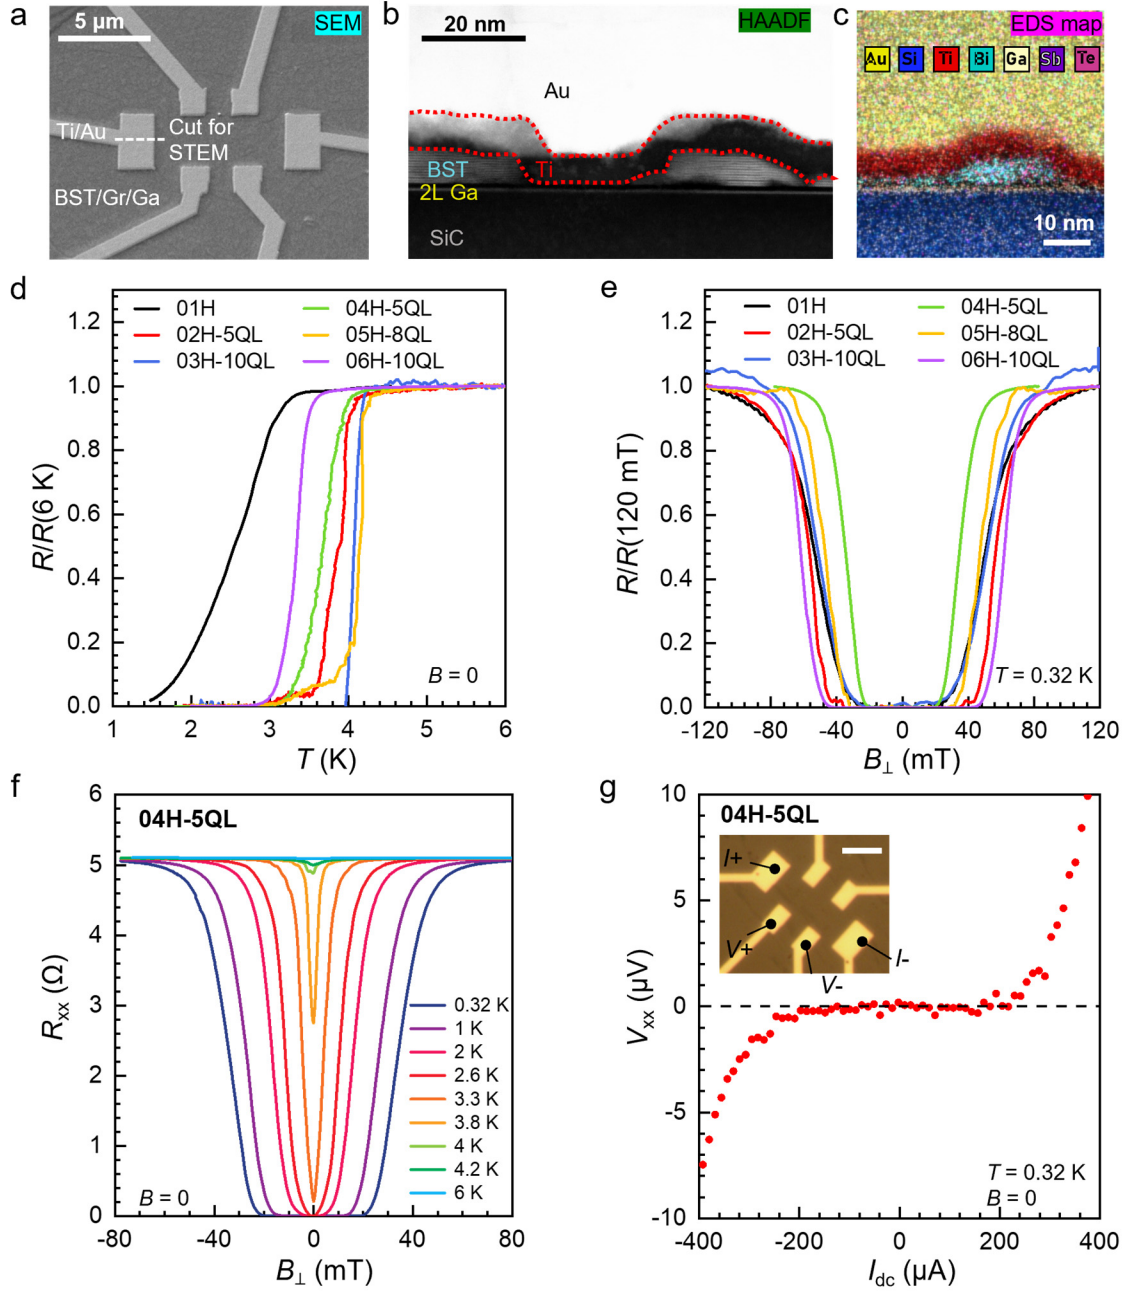 a
5 µm
SEM
Ti/Au
Cut for
STEM
BST/Gr/Ga
b
20 nm
HAADF
Au
BST
Ti
2L Ga
SiC
c
EDS map
Au Si Ti Bi Ga Sb Te
10 nm
d
01H
02H-5QL
03H-10QL
04H-5QL
05H-8QL
06H-10QL
1.2
1.0
0.8
0.6
0.4
0.2
0.0
R/R(6 K)
B = 0
1 2 3 4 5 6
T (K)
e
01H
02H-5QL
03H-10QL
04H-5QL
05H-8QL
06H-10QL
1.2
1.0
0.8
0.6
0.4
0.2
0.0
R/R(120 mT)
T = 0.32 K
-120 -80 -40 0 40 80 120
B⊥ (mT)
f
04H-5QL
6
5
4
3
2
1
0
Rxx (Ω)
0.32 K
1 K
2 K
2.6 K
3.3 K
3.8 K
4 K
4.2 K
6 K
B = 0
-80 -40 0 40 80
B⊥ (mT)
g
04H-5QL
I+
V+
V-
I-
10
5
0
-5
-10
Vxx (µV)
T = 0.32 K
B = 0
-400 -200 0 200 400
Idc (µA)